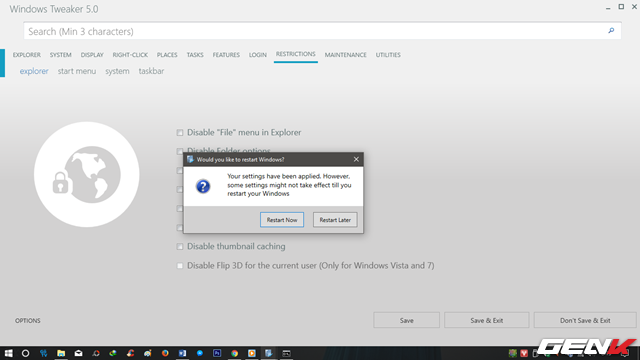 Windows Tweaker 5.0
Search (Min 3 characters)
EXPLORER SYSTEM DISPLAY RIGHT-CLICK PLACES TASKS FEATURES LOGIN RESTRICTIONS MAINTENANCE UTILITIES
explorer start menu system taskbar
Disable "File" menu in Explorer
Disable Folder options
Would you like to restart Windows?
Your settings have been applied. However,
some settings might not take effect till you
restart your Windows
Restart Now Restart Later
Disable thumbnail caching
Disable Flip 3D for the current user (Only for Windows Vista and 7)
OPTIONS Save Save & Exit Don't Save & Exit
GENK